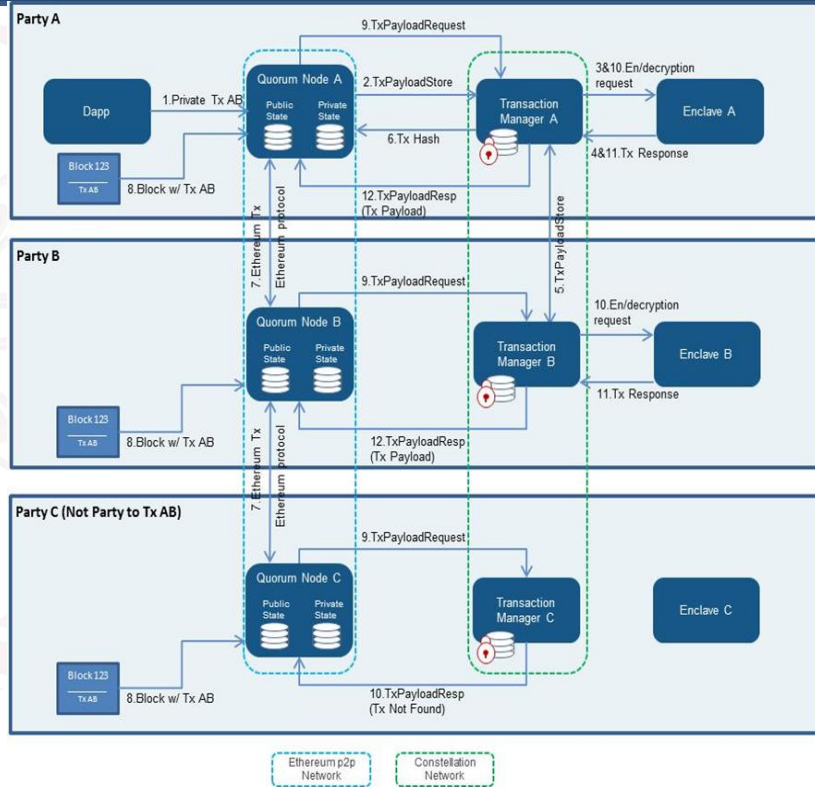 Party A
9.TxPayloadRequest
Dapp
1.Private Tx AB
Quorum Node A
Public
State
Private
State
2.TxPayloadStore
6.Tx Hash
Transaction
Manager A
3&10.En/decryption
request
4&11.Tx Response
Enclave A
Block123
Tx AB
8.Block w/ Tx AB
12.TxPayloadResp
(Tx Payload)
7.Ethereum Tx
Ethereum protocol
5.TxPayloadStore
Party B
9.TxPayloadRequest
Quorum Node B
Public
State
Private
State
Transaction
Manager B
10.En/decryption
request
11.Tx Response
Enclave B
Block123
Tx AB
8.Block w/ Tx AB
12.TxPayloadResp
(Tx Payload)
7.Ethereum Tx
Ethereum protocol
Party C (Not Party to Tx AB)
9.TxPayloadRequest
Quorum Node C
Public
State
Private
State
Transaction
Manager C
Enclave C
Block123
Tx AB
8.Block w/ Tx AB
10.TxPayloadResp
(Tx Not Found)
Ethereum p2p
Network
Constellation
Network